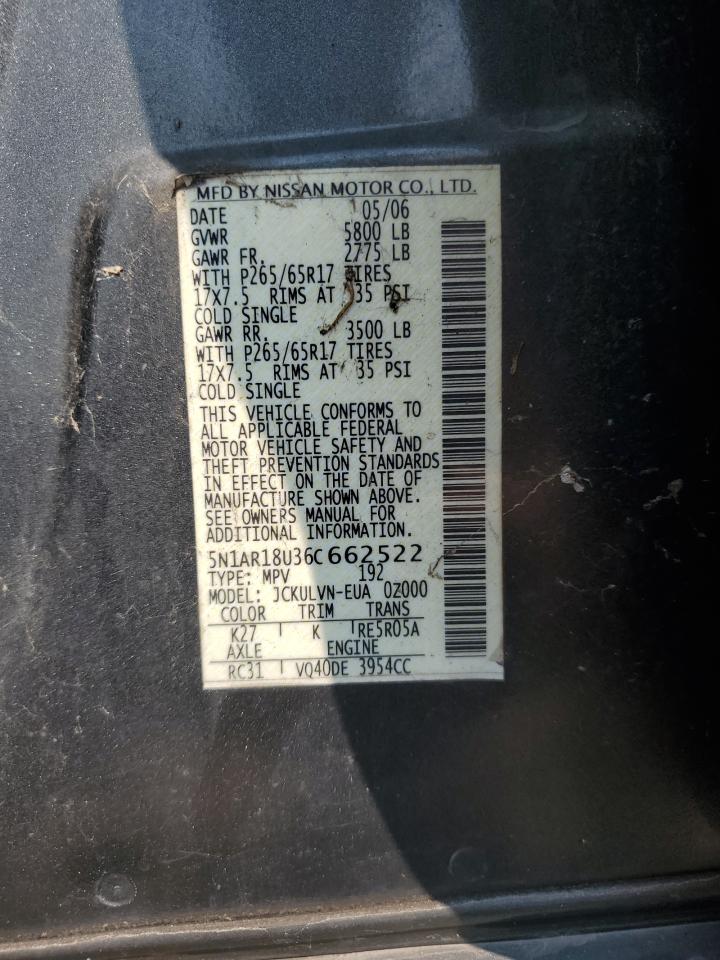 MFD BY NISSAN MOTOR CO., LTD.
DATE 05/06
GVWR 5800 LB
GAWR FR. 2775 LB
WITH P265/65R17 TIRES
17X7.5 RIMS AT 35 PSI
COLD SINGLE
GAWR RR. 3500 LB
WITH P265/65R17 TIRES
17X7.5 RIMS AT 35 PSI
COLD SINGLE
THIS VEHICLE CONFORMS TO
ALL APPLICABLE FEDERAL
MOTOR VEHICLE SAFETY AND
THEFT PREVENTION STANDARDS
IN EFFECT ON THE DATE OF
MANUFACTURE SHOWN ABOVE.
SEE OWNERS MANUAL FOR
ADDITIONAL INFORMATION.
5N1AR18U36C662522
TYPE: MPV 192
MODEL: JCKULVN-EUA 0Z000
COLOR TRIM TRANS
K27 K RE5R05A
AXLE ENGINE
RC31 VQ40DE 3954CC